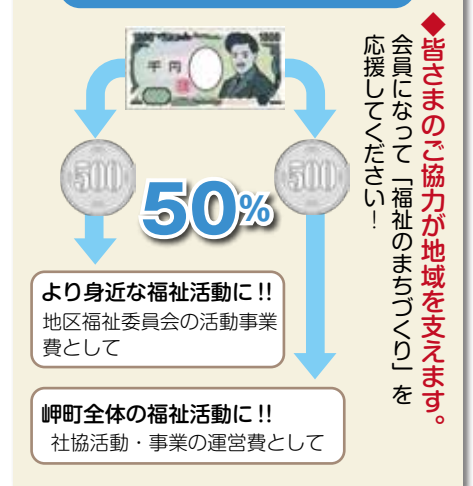 ◆皆さまのご協力が地域を支えます。
会員になって「福祉のまちづくり」を
応援してください！
千円
500
500
50%
より身近な福祉活動に!!
地区福祉委員会の活動事業
費として
岬町全体の福祉活動に!!
社協活動・事業の運営費として